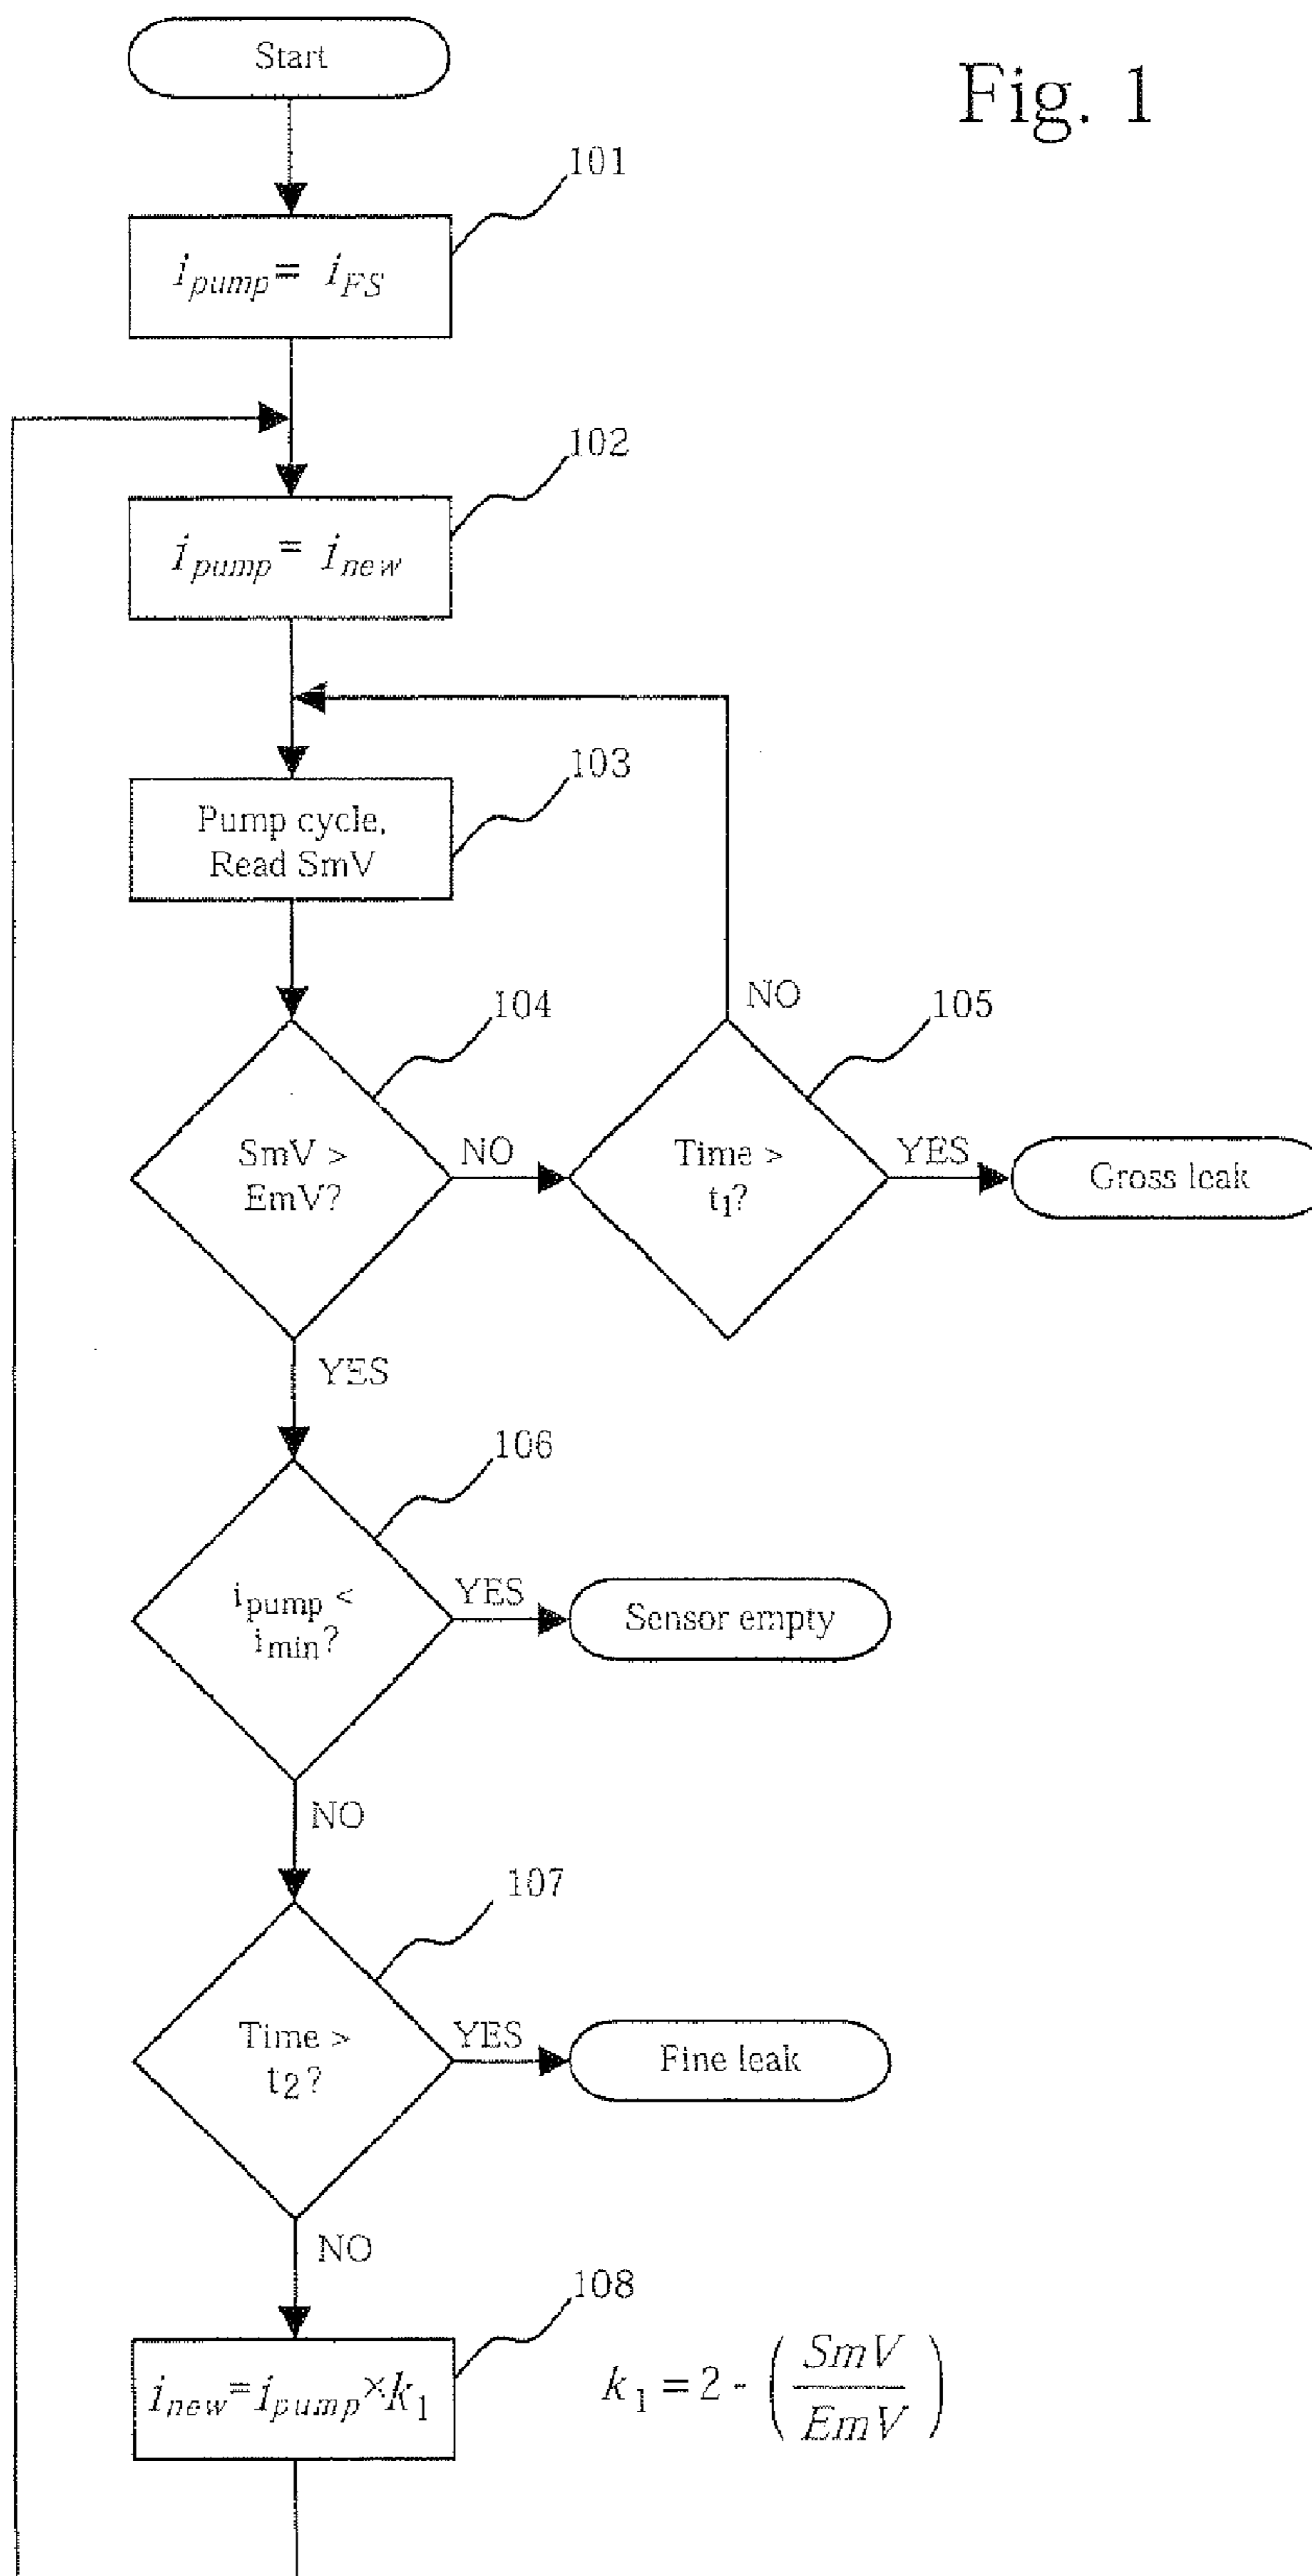 Start
Fig. 1
101
i_pump = i_FS
102
i_pump = i_new
103
Pump cycle,
Read SmV
NO
104
105
SmV >
EmV?
NO
Time >
t1?
YES
Gross leak
YES
106
i_pump <
i_min?
YES
Sensor empty
NO
107
Time >
t2?
YES
Fine leak
NO
108
i_new = i_pump × k1
k1 = 2 - ( SmV / EmV )